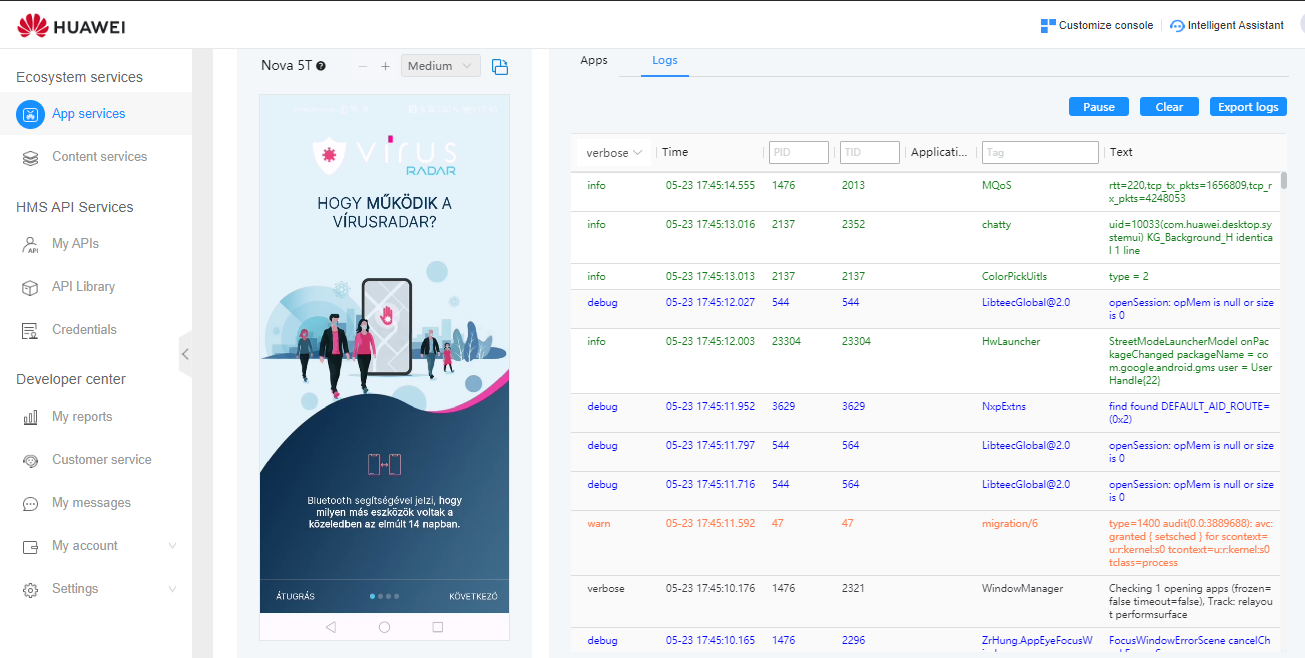 HUAWEI
Customize console
Intelligent Assistant
Ecosystem services
App services
Content services
HMS API Services
API
My APIs
API Library
Credentials
Developer center
My reports
Customer service
My messages
My account
Settings
Nova 5T
Medium
vırus
RADAR
HOGY MŰKÖDIK A
VÍRUSRADAR?
Bluetooth segítségével jelzi, hogy
milyen más eszközök voltak a
közeledben az elmúlt 14 napban.
ÁTUGRÁS
KÖVETKEZŐ
Apps
Logs
Pause
Clear
Export logs
verbose Time PID TID Applicati... Tag Text
info 05-23 17:45:14.555 1476 2013 MQoS rtt=220,tcp_tx_pkts=1656809,tcp_r
x_pkts=4248053
info 05-23 17:45:13.016 2137 2352 chatty uid=10033(com.huawei.desktop.sy
stemui) KG_Background_H identica
l 1 line
info 05-23 17:45:13.013 2137 2137 ColorPickUitls type = 2
debug 05-23 17:45:12.027 544 544 LibteecGlobal@2.0 openSession: opMem is null or size
is 0
info 05-23 17:45:12.003 23304 23304 HwLauncher StreetModeLauncherModel onPac
kageChanged packageName = co
m.google.android.gms user = User
Handle{22}
debug 05-23 17:45:11.952 3629 3629 NxpExtns find found DEFAULT_AID_ROUTE=
(0x2)
debug 05-23 17:45:11.797 544 564 LibteecGlobal@2.0 openSession: opMem is null or size
is 0
debug 05-23 17:45:11.716 544 564 LibteecGlobal@2.0 openSession: opMem is null or size
is 0
warn 05-23 17:45:11.592 47 47 migration/6 type=1400 audit(0.0:3889688): avc:
granted { setsched } for scontext=
u:r:kernel:s0 tcontext=u:r:kernel:s0
tclass=process
verbose 05-23 17:45:10.176 1476 2321 WindowManager Checking 1 opening apps (frozen=
false timeout=false), Track: relayou
t performsurface
debug 05-23 17:45:10.165 1476 2296 ZrHung.AppEyeFocusW FocusWindowErrorScene cancelCh